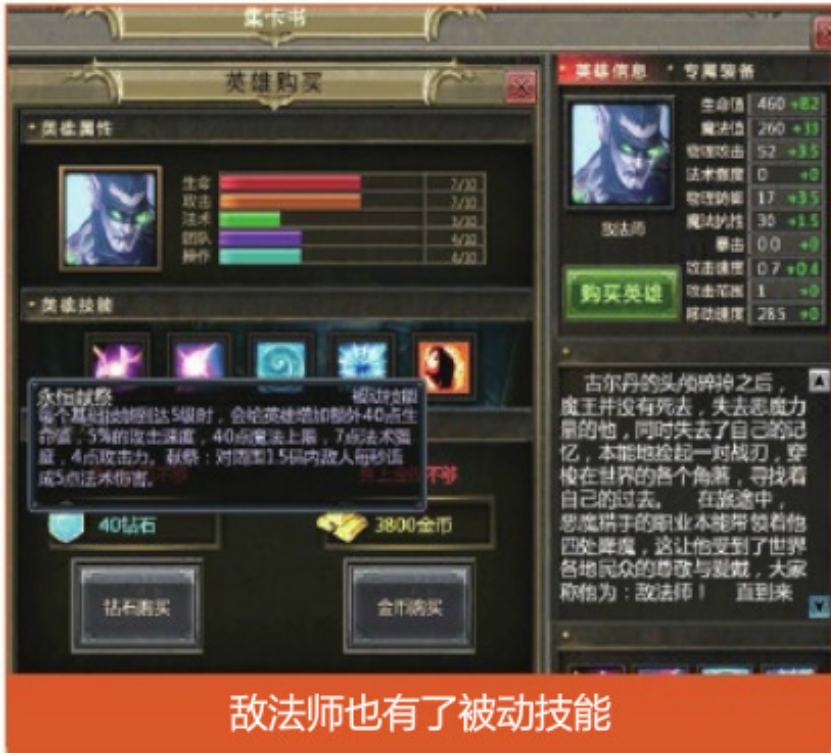 集卡书
英雄购买
英雄属性
生命 7/10
攻击 7/10
法术 3/10
团队 4/10
操作 4/10
英雄技能
永恒献祭 被动技能
每个基础技能到达5级时，会给英雄增加额外40点生
命值，5%的攻击速度，40点魔法上限，7点法术强
度，4点攻击力。献祭：对周围1.5码内敌人每秒造
成5点法术伤害。
不够
不够
40钻石
3800金币
钻石购买
金币购买
英雄信息
专属装备
敌法师
购买英雄
生命值 460 +82
魔法值 260 +33
物理攻击 52 +3.5
法术强度 0 +0
物理防御 17 +3.5
魔法抗性 30 +1.5
暴击 0.0 +0
攻击速度 0.7 +0.4
攻击范围 1 +0
移动速度 285 +0
古尔丹的头颅碎掉之后，
魔王并没有死去，失去恶魔力
量的他，同时失去了自己的记
忆，本能地捡起一对战刃，穿
梭在世界的各个角落，寻找着
自己的过去。 在旅途中，
恶魔猎手的职业本能带领着他
四处降魔，这让他受到了世界
各地民众的尊敬与爱戴，大家
称他为：敌法师！ 直到来
敌法师也有了被动技能